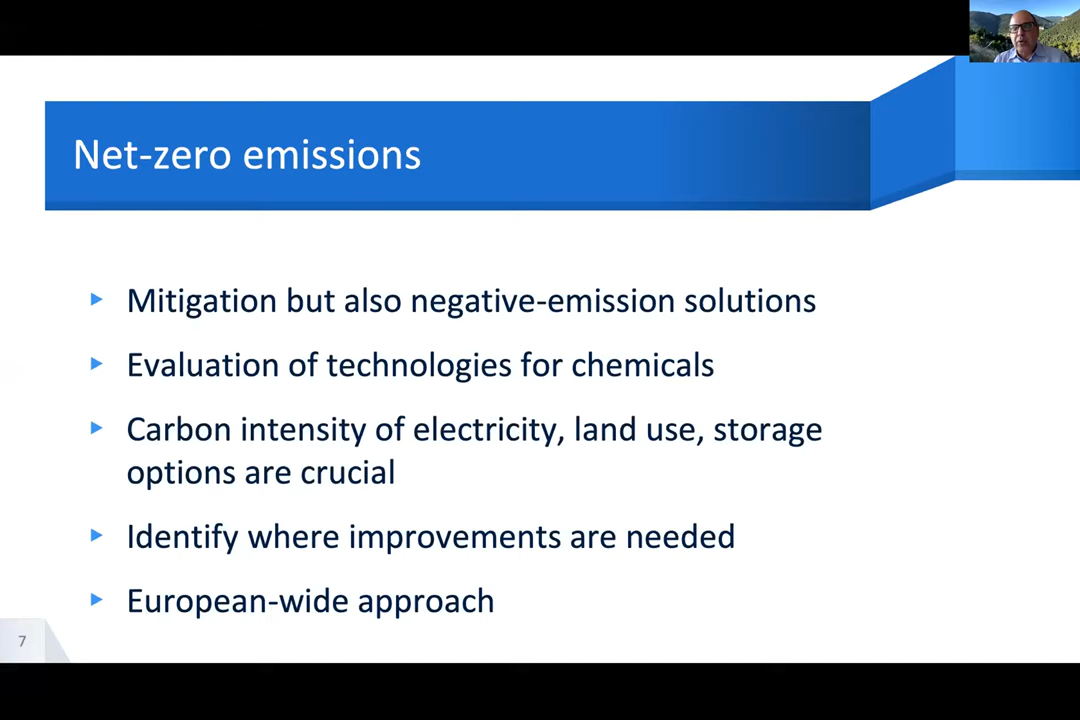 Net-zero emissions
Mitigation but also negative-emission solutions
Evaluation of technologies for chemicals
Carbon intensity of electricity, land use, storage
options are crucial
Identify where improvements are needed
European-wide approach
7